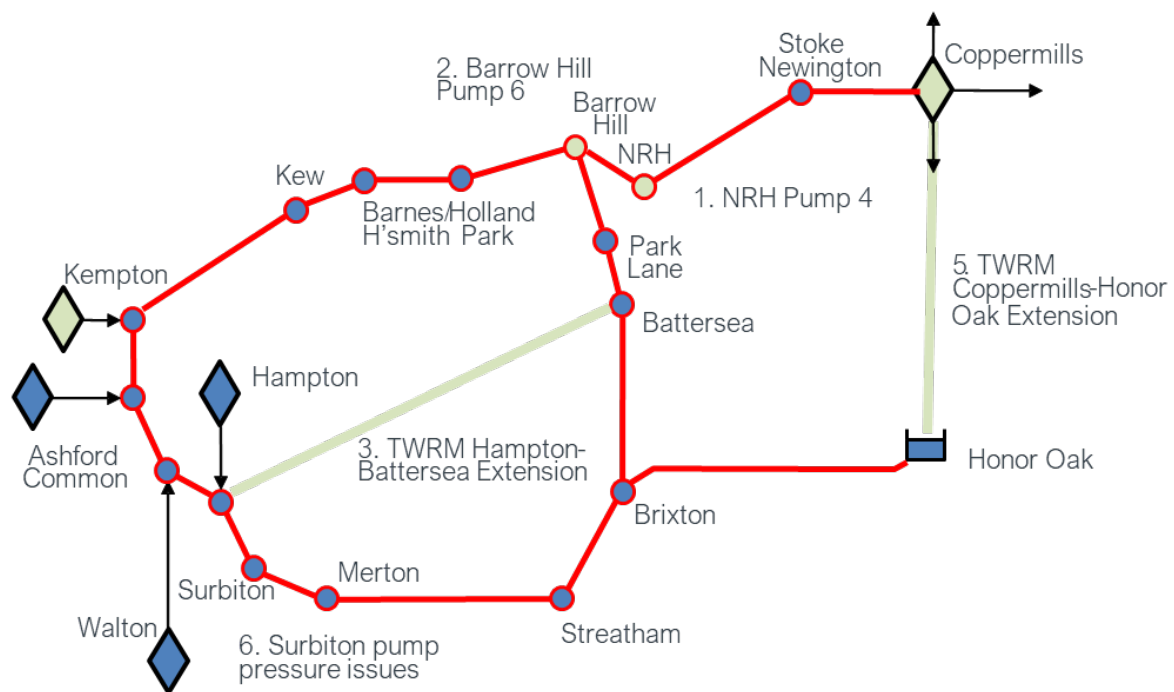 Stoke
Newington
Coppermills
2. Barrow Hill
Pump 6
Barrow
Hill
NRH
1. NRH Pump 4
Kew
Barnes/Holland
H'smith Park
Park
Lane
Kempton
Battersea
5. TWRM
Coppermills-Honor
Oak Extension
Hampton
Ashford
Common
3. TWRM Hampton-
Battersea Extension
Honor Oak
Brixton
Merton
Surbiton
Streatham
Walton
6. Surbiton pump
pressure issues